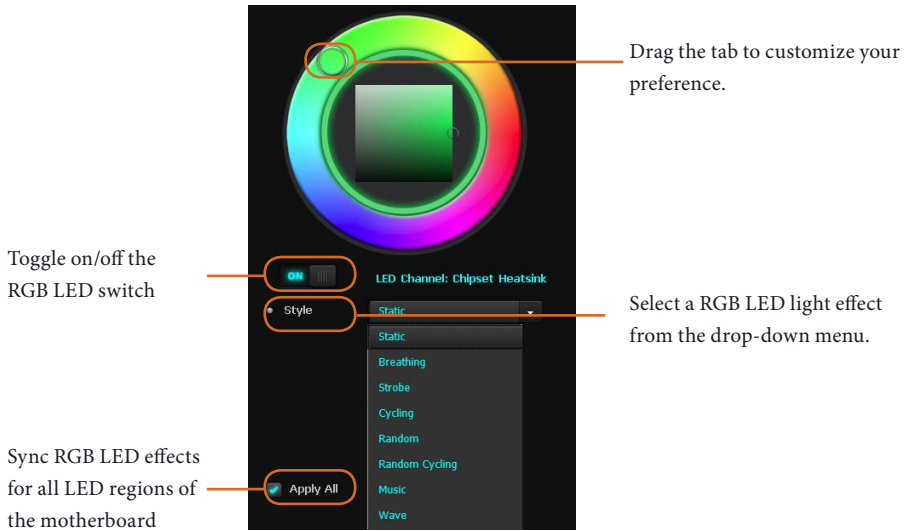 Drag the tab to customize your
preference.
Toggle on/off the
RGB LED switch
ON
LED Channel: Chipset Heatsink
Style
Static
Select a RGB LED light effect
from the drop-down menu.
Static
Breathing
Strobe
Cycling
Random
Random Cycling
Music
Wave
Sync RGB LED effects
for all LED regions of
the motherboard
Apply All